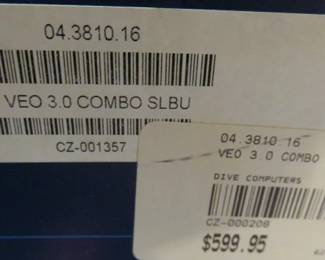 04.3810.16
VEO 3.0 COMBO SLBU
CZ-001357
04.3810.16
VEO 3.0 COMBO
DIVE COMPUTERS
CZ-000208
$599.95